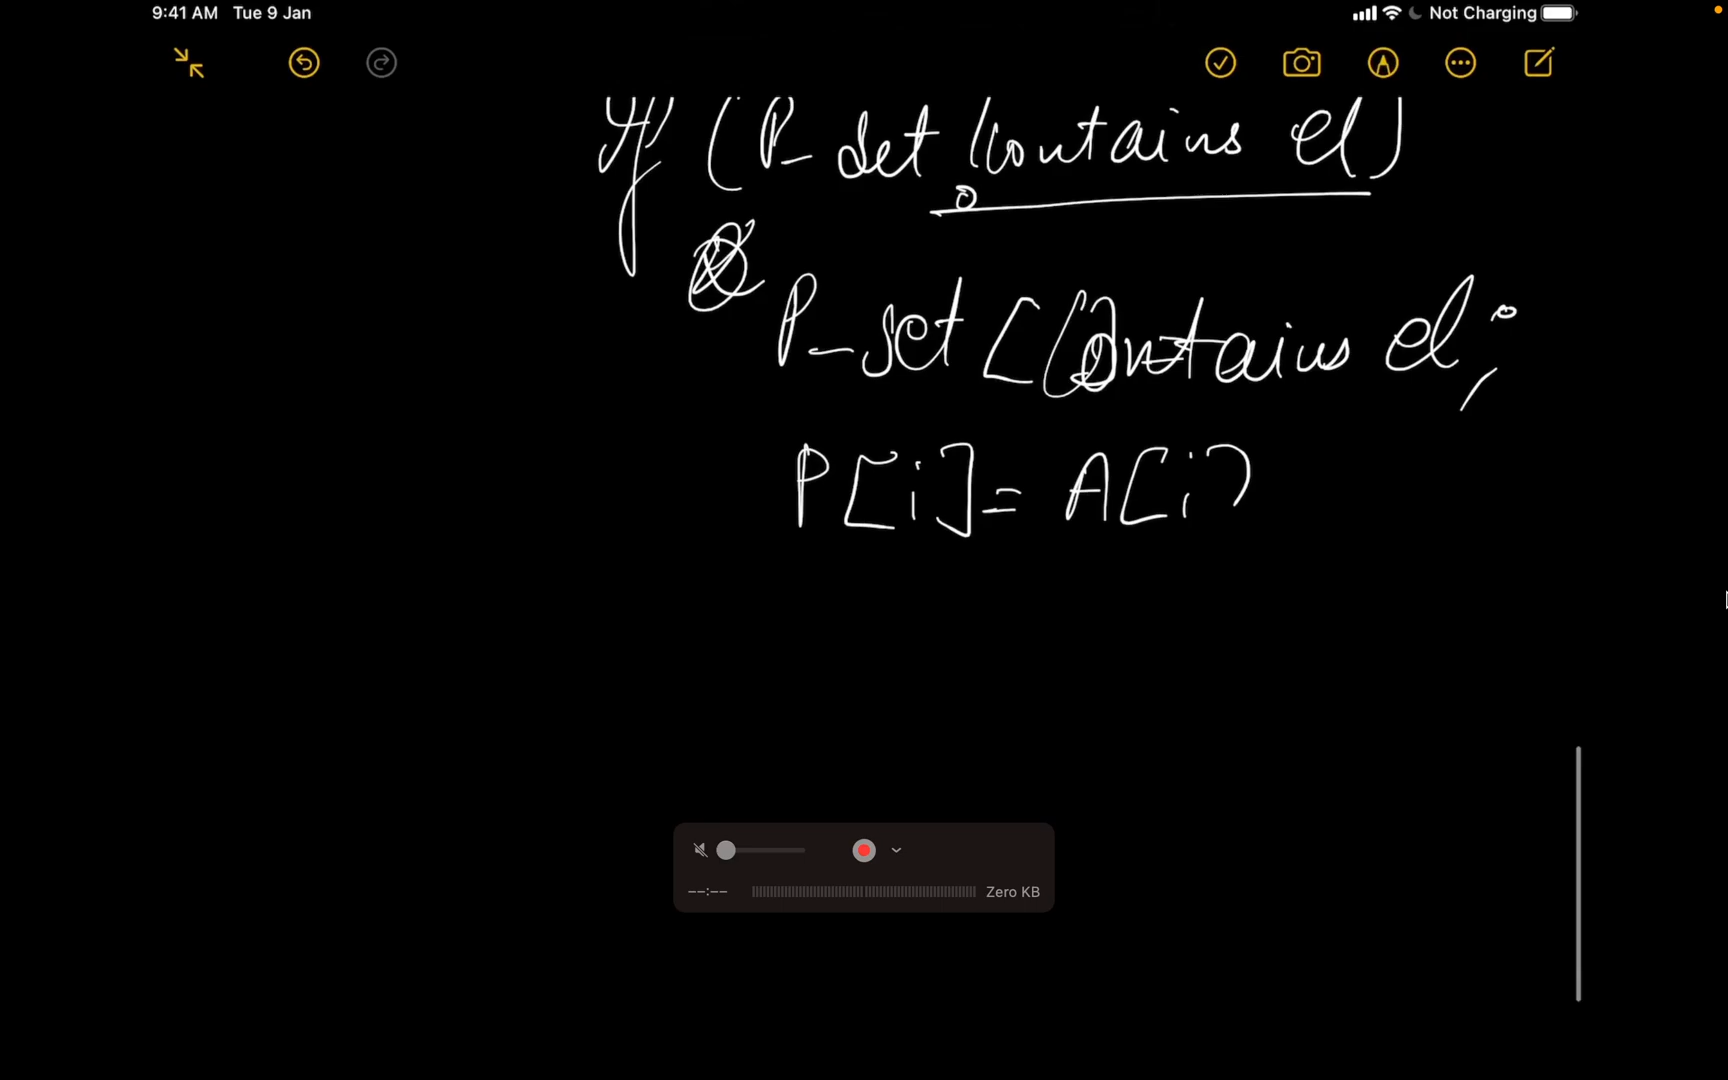 9:41 AM Tue 9 Jan Not Charging
If (P_set contains el)
P_set [contains el;
P[i]= A[i]
--:-- Zero KB